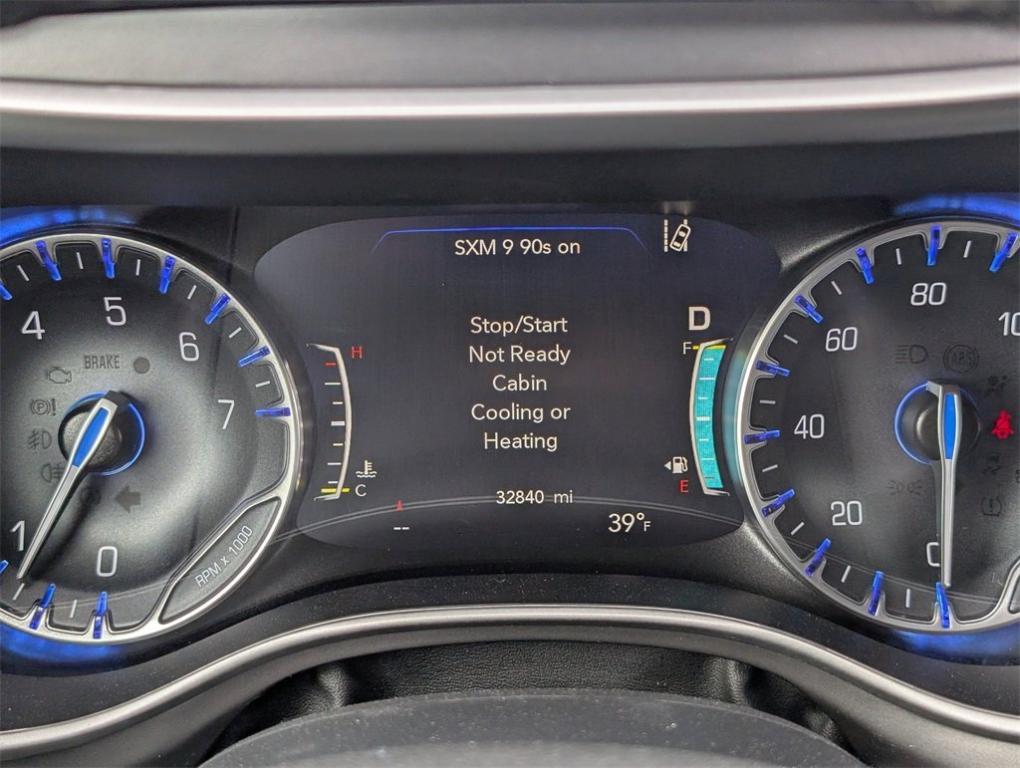 SXM 9 90s on
Stop/Start
Not Ready
Cabin
Cooling or
Heating
D
H
F
C
E
32840 mi
--
39°F
BRAKE
4
5
6
7
1
0
RPM x 1000
80
10
60
40
20
0
ABS